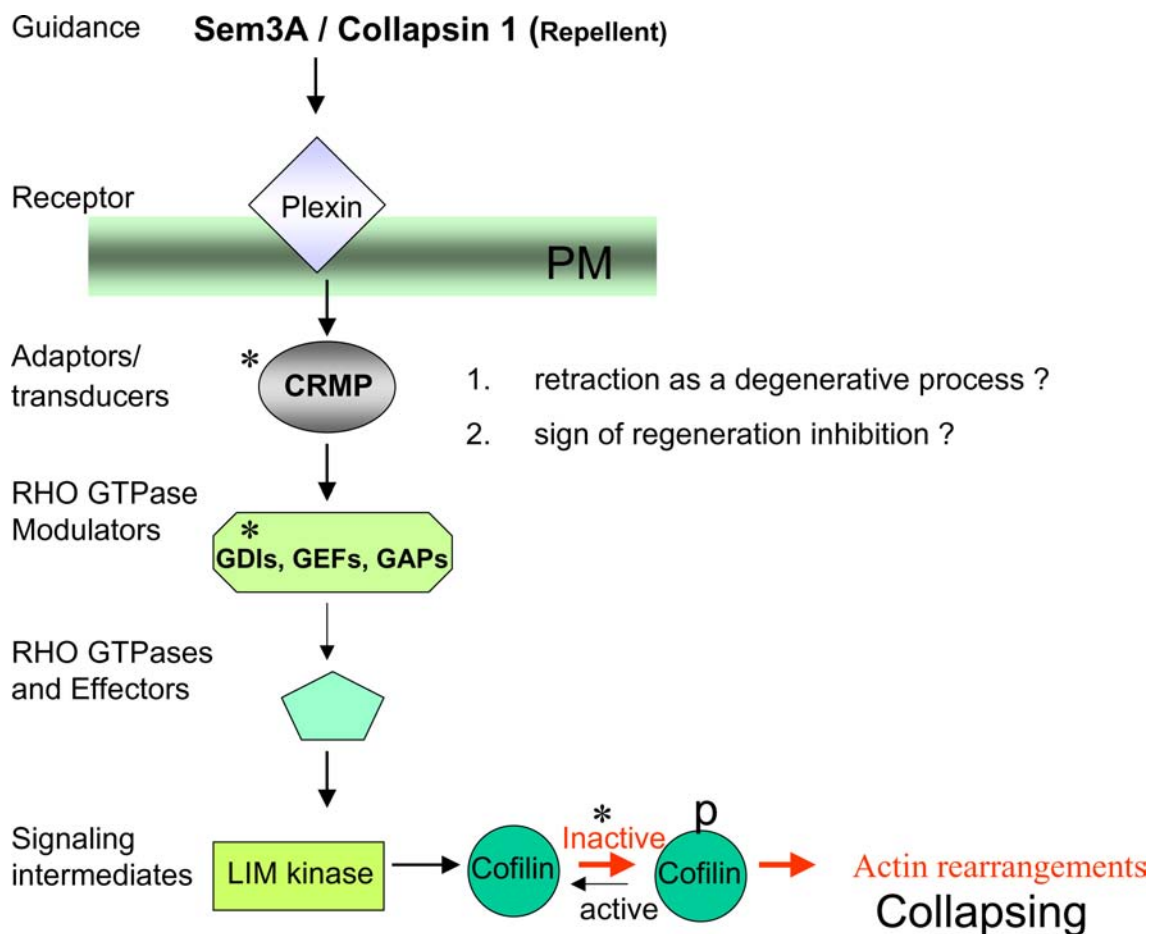 Guidance Sem3A / Collapsin 1 (Repellent)
Receptor
Plexin
PM
Adaptors/
transducers
*
CRMP
1. retraction as a degenerative process ?
2. sign of regeneration inhibition ?
RHO GTPase
Modulators
*
GDIs, GEFs, GAPs
RHO GTPases
and Effectors
Signaling
intermediates
LIM kinase
Cofilin
*
Inactive
active
p
Cofilin
Actin rearrangements
Collapsing